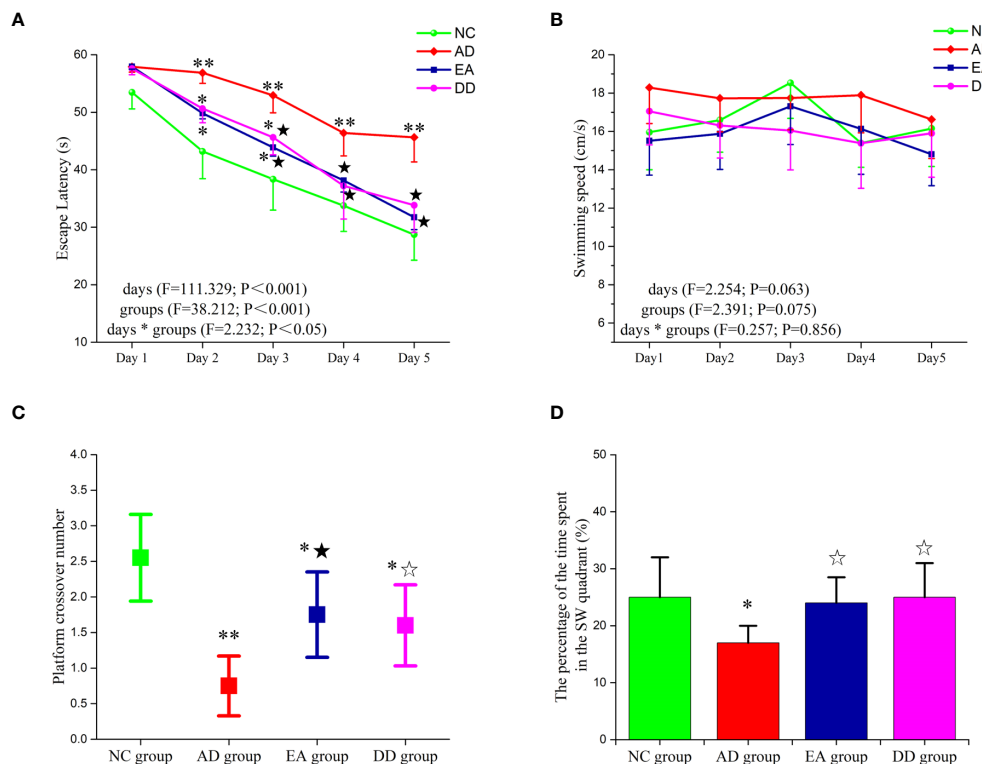 A
NC
AD
EA
DD
60
50
40
30
20
10
Escape Latency (s)
**
**
**
**
*
*
*★
*★
★
★
★
★
days (F=111.329; P<0.001)
groups (F=38.212; P<0.001)
days * groups (F=2.232; P<0.05)
Day 1 Day 2 Day 3 Day 4 Day 5
B
N
A
E
D
20
18
16
14
12
10
8
6
Swimming speed (cm/s)
days (F=2.254; P=0.063)
groups (F=2.391; P=0.075)
days * groups (F=0.257; P=0.856)
Day1 Day2 Day3 Day4 Day5
C
4.0
3.5
3.0
2.5
2.0
1.5
1.0
0.5
0.0
Platform crossover number
**
*★
*☆
NC group AD group EA group DD group
D
50
40
30
20
10
0
The percentage of the time spent
in the SW quadrant (%)
*
☆
☆
NC group AD group EA group DD group